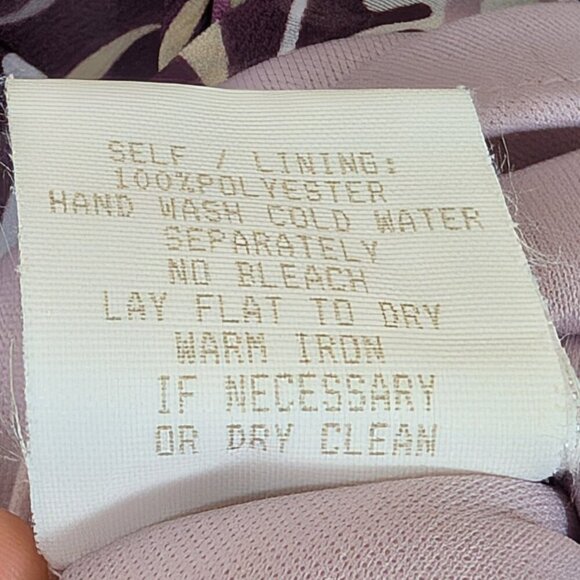 SELF / LINING:
100%POLYESTER
HAND WASH COLD WATER
SEPARATELY
NO BLEACH
LAY FLAT TO DRY
WARM IRON
IF NECESSARY
OR DRY CLEAN